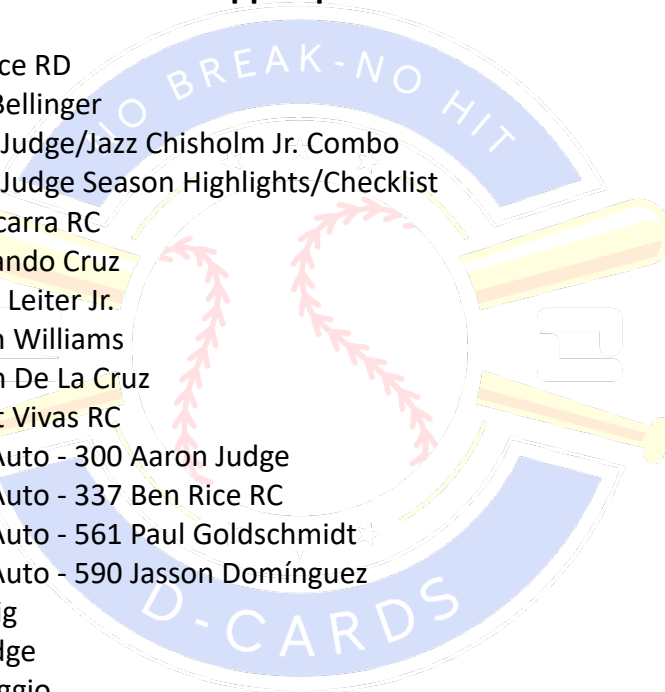 NO BREAK-NO HIT
ce RD
Bellinger
Judge/Jazz Chisholm Jr. Combo
Judge Season Highlights/Checklist
carra RC
ando Cruz
Leiter Jr.
n Williams
n De La Cruz
t Vivas RC
Auto - 300 Aaron Judge
Auto - 337 Ben Rice RC
Auto - 561 Paul Goldschmidt
Auto - 590 Jasson Domínguez
ig
dge
aggio
D-CARDS